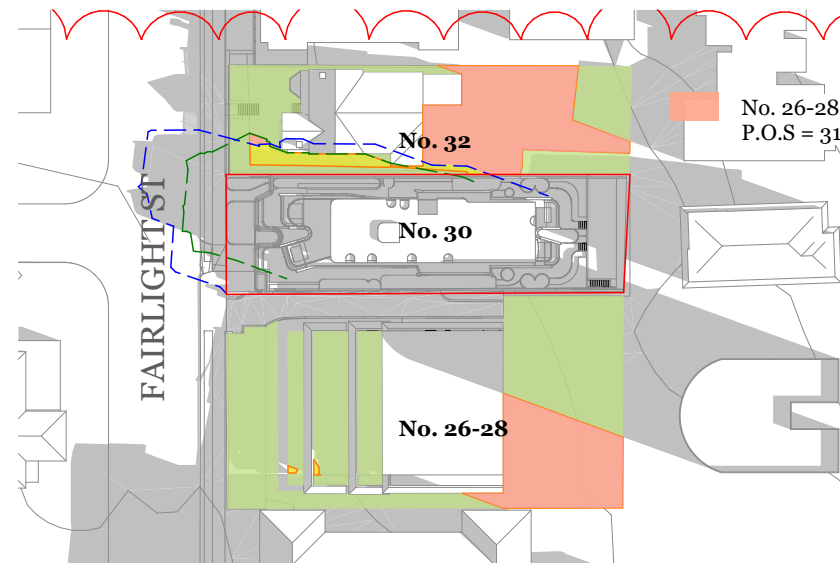 No. 26-28
P.O.S = 31
No. 32
No. 30
FAIRLIGHT ST
No. 26-28